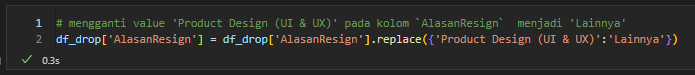 1 # mengganti value 'Product Design (UI & UX)' pada kolom `AlasanResign`  menjadi 'Lainnya'
2 df_drop['AlasanResign'] = df_drop['AlasanResign'].replace({'Product Design (UI & UX)':'Lainnya'})
✓ 0.3s